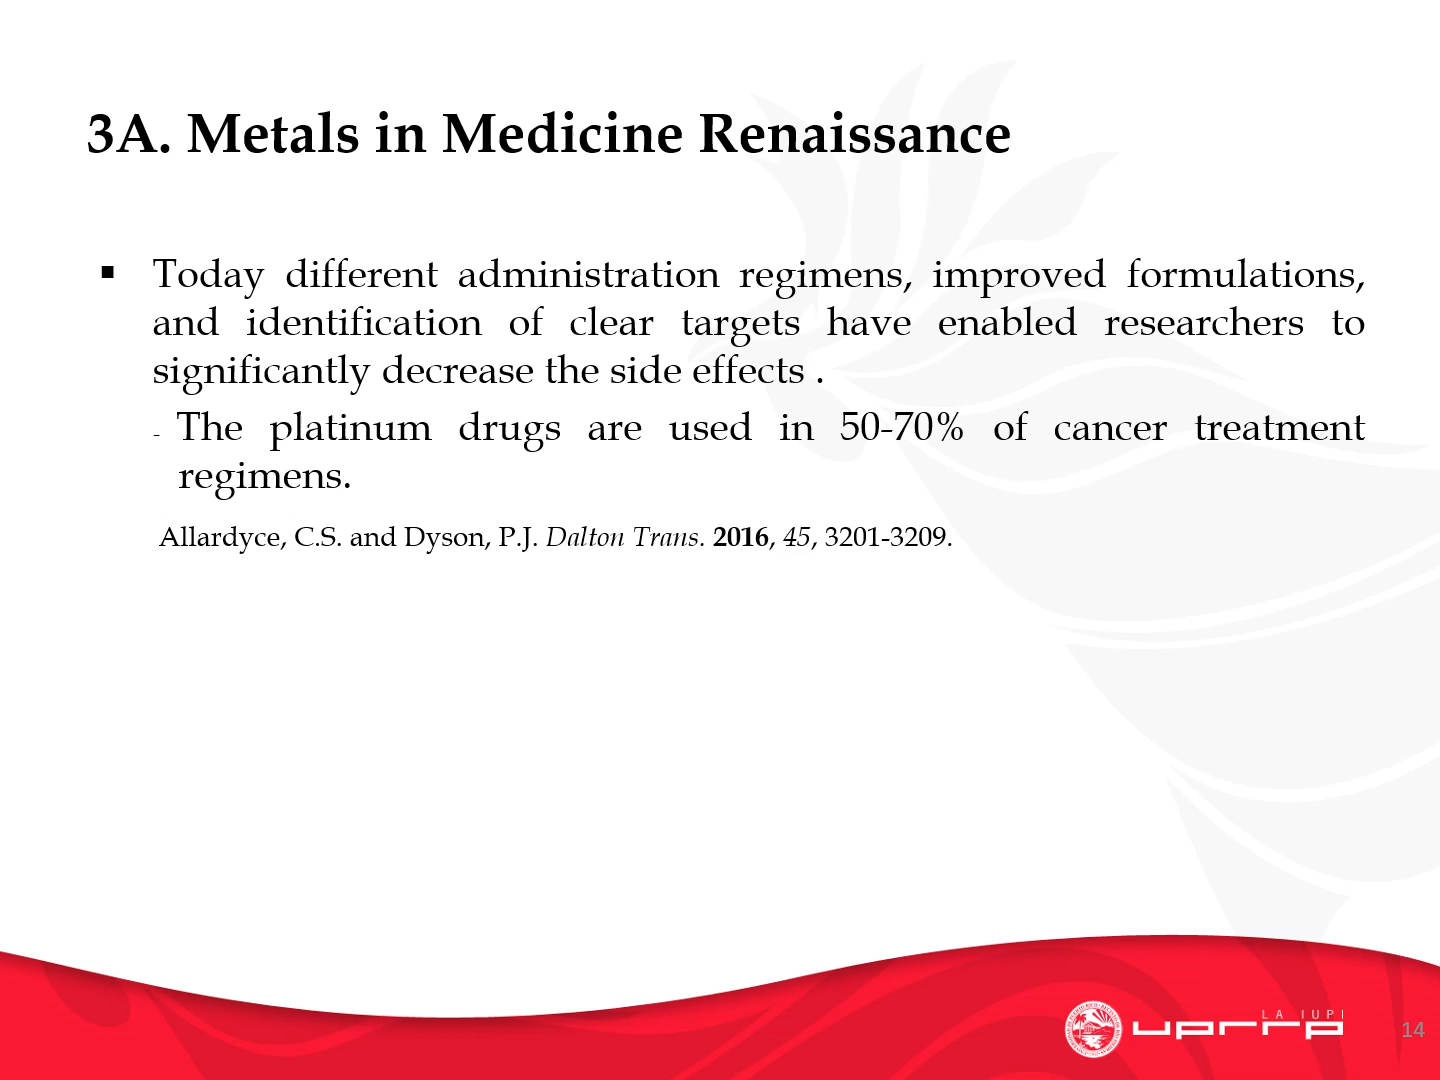 3A. Metals in Medicine Renaissance
▪ Today different administration regimens, improved formulations,
and identification of clear targets have enabled researchers to
significantly decrease the side effects .
- The platinum drugs are used in 50-70% of cancer treatment
regimens.
Allardyce, C.S. and Dyson, P.J. Dalton Trans. 2016, 45, 3201-3209.
LA IUPI
uprrp
14